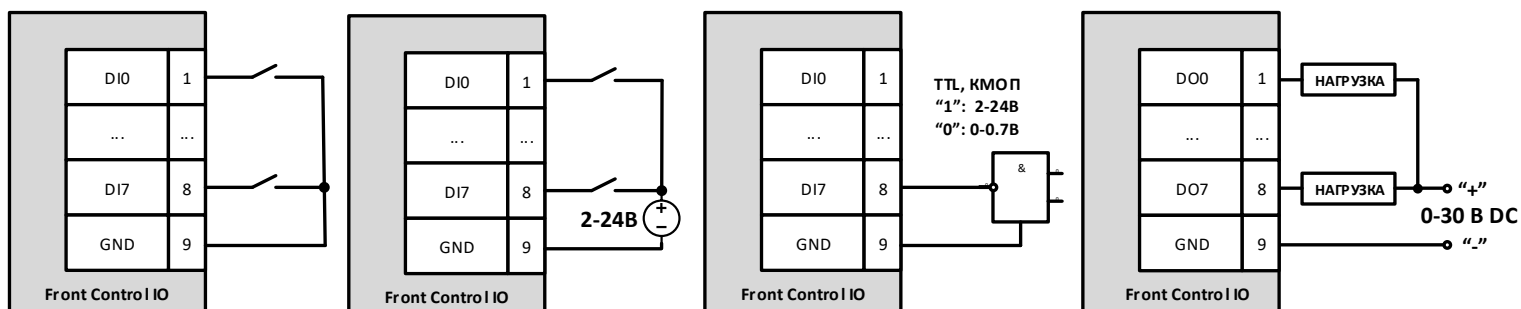 DI0 1
... ...
DI7 8
GND 9
Front Control IO
DI0 1
... ...
DI7 8
GND 9
2-24В
+
−
Front Control IO
DI0 1
... ...
DI7 8
GND 9
TTL, КМОП
“1”: 2-24В
“0”: 0-0.7В
&
Front Control IO
DO0 1
... ...
DO7 8
GND 9
НАГРУЗКА
НАГРУЗКА
“+”
0-30 В DC
“-”
Front Control IO